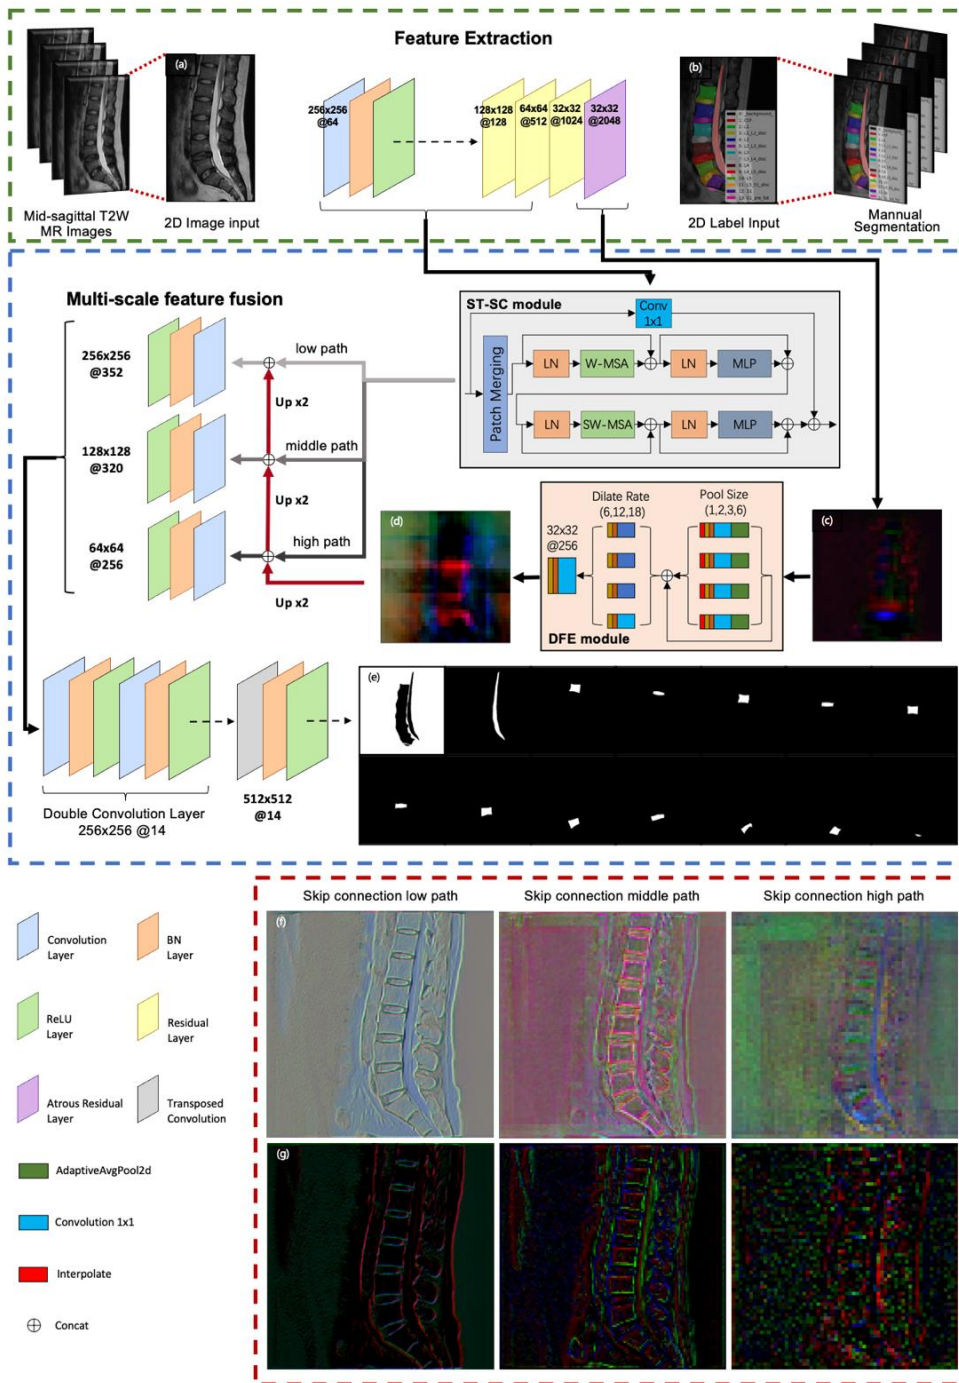 Feature Extraction
(a)
(b)
256x256
@64
128x128
@128
64x64
@512
32x32
@1024
32x32
@2048
Mid-sagittal T2W
MR Images
2D Image input
2D Label Input
Mannual
Segmentation
Multi-scale feature fusion
256x256
@352
128x128
@320
64x64
@256
low path
Up x2
middle path
Up x2
high path
Up x2
ST-SC module
Conv
1x1
Patch Merging
LN
W-MSA
LN
MLP
LN
SW-MSA
LN
MLP
(d)
32x32
@256
Dilate Rate
(6,12,18)
Pool Size
(1,2,3,6)
DFE module
(c)
Double Convolution Layer
256x256 @14
512x512
@14
(e)
Skip connection low path
Skip connection middle path
Skip connection high path
(f)
(g)
Convolution
Layer
BN
Layer
ReLU
Layer
Residual
Layer
Atrous Residual
Layer
Transposed
Convolution
AdaptiveAvgPool2d
Convolution 1x1
Interpolate
Concat